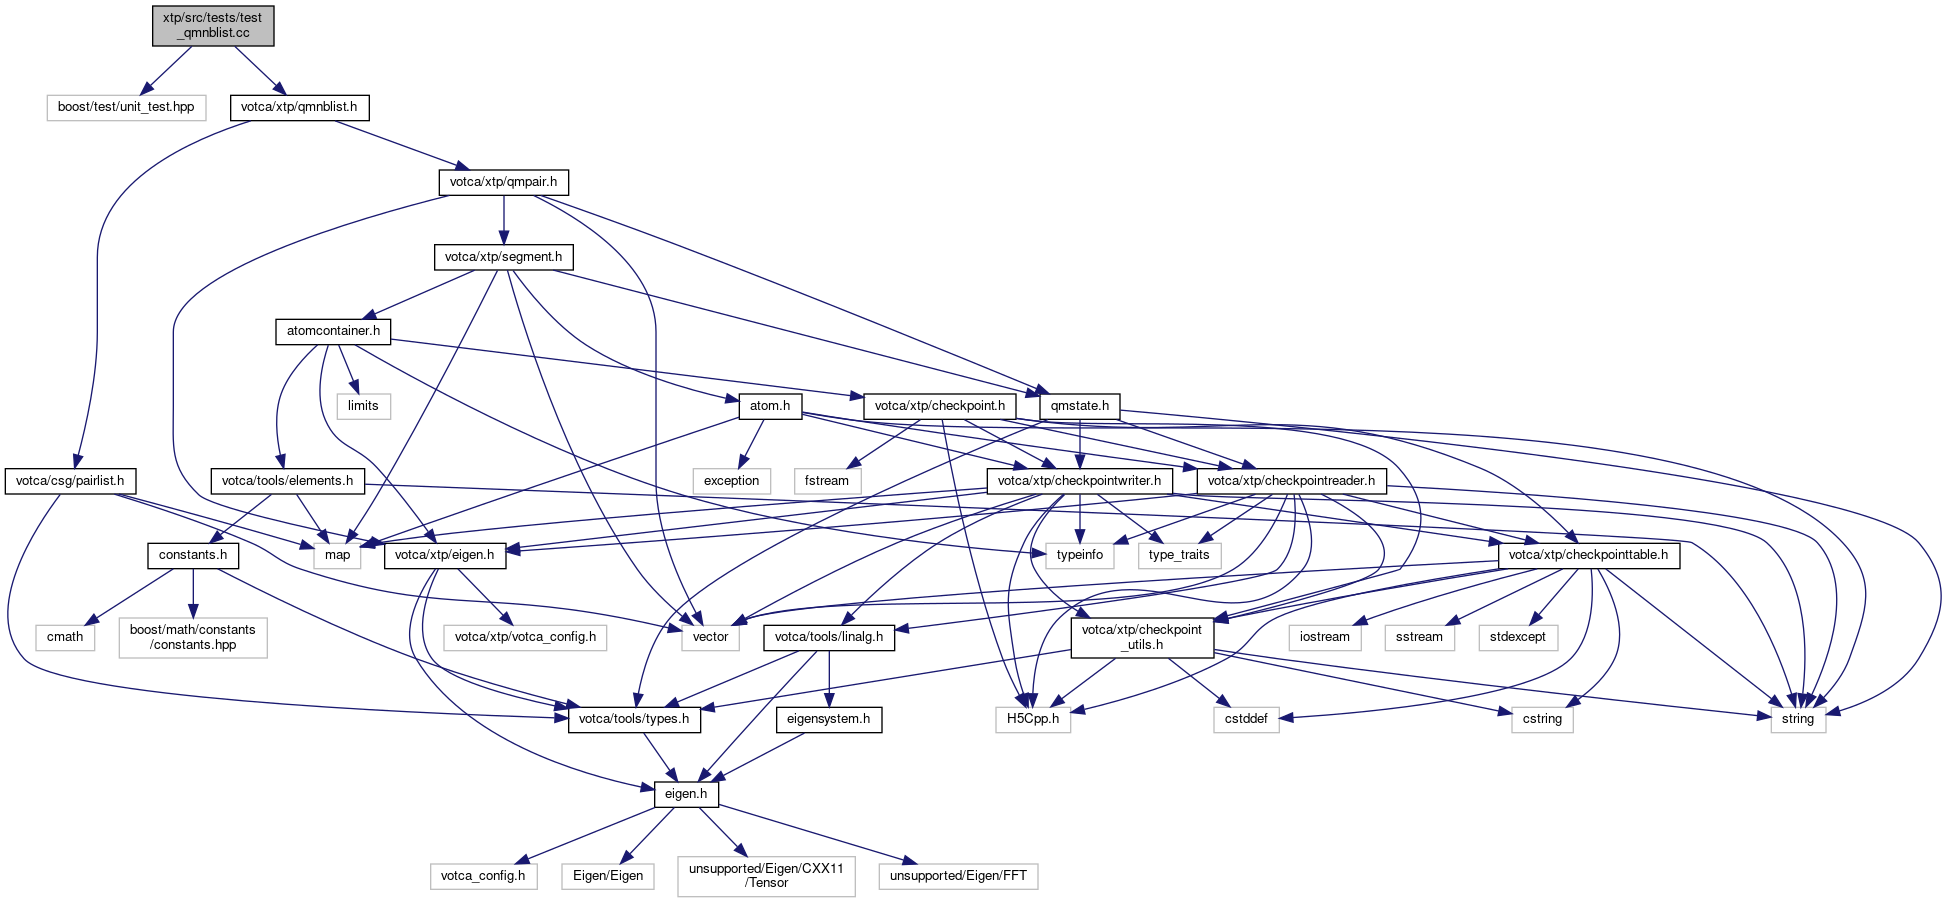 xtp/src/tests/test
_qmnblist.cc
boost/test/unit_test.hpp
votca/xtp/qmnblist.h
votca/xtp/qmpair.h
votca/xtp/segment.h
atomcontainer.h
limits
atom.h
votca/xtp/checkpoint.h
qmstate.h
votca/csg/pairlist.h
votca/tools/elements.h
exception
fstream
votca/xtp/checkpointwriter.h
votca/xtp/checkpointreader.h
constants.h
map
votca/xtp/eigen.h
typeinfo
type_traits
votca/xtp/checkpointtable.h
cmath
boost/math/constants
/constants.hpp
votca/xtp/votca_config.h
vector
votca/tools/linalg.h
votca/xtp/checkpoint
_utils.h
iostream
sstream
stdexcept
votca/tools/types.h
eigensystem.h
H5Cpp.h
cstddef
cstring
string
eigen.h
votca_config.h
Eigen/Eigen
unsupported/Eigen/CXX11
/Tensor
unsupported/Eigen/FFT